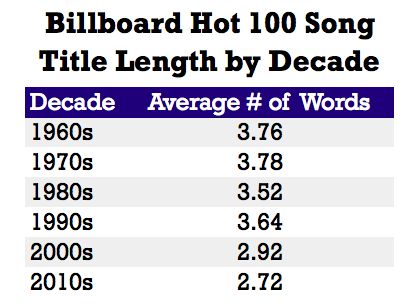 Billboard Hot 100 Song
Title Length by Decade
Decade Average # of Words
1960s 3.76
1970s 3.78
1980s 3.52
1990s 3.64
2000s 2.92
2010s 2.72